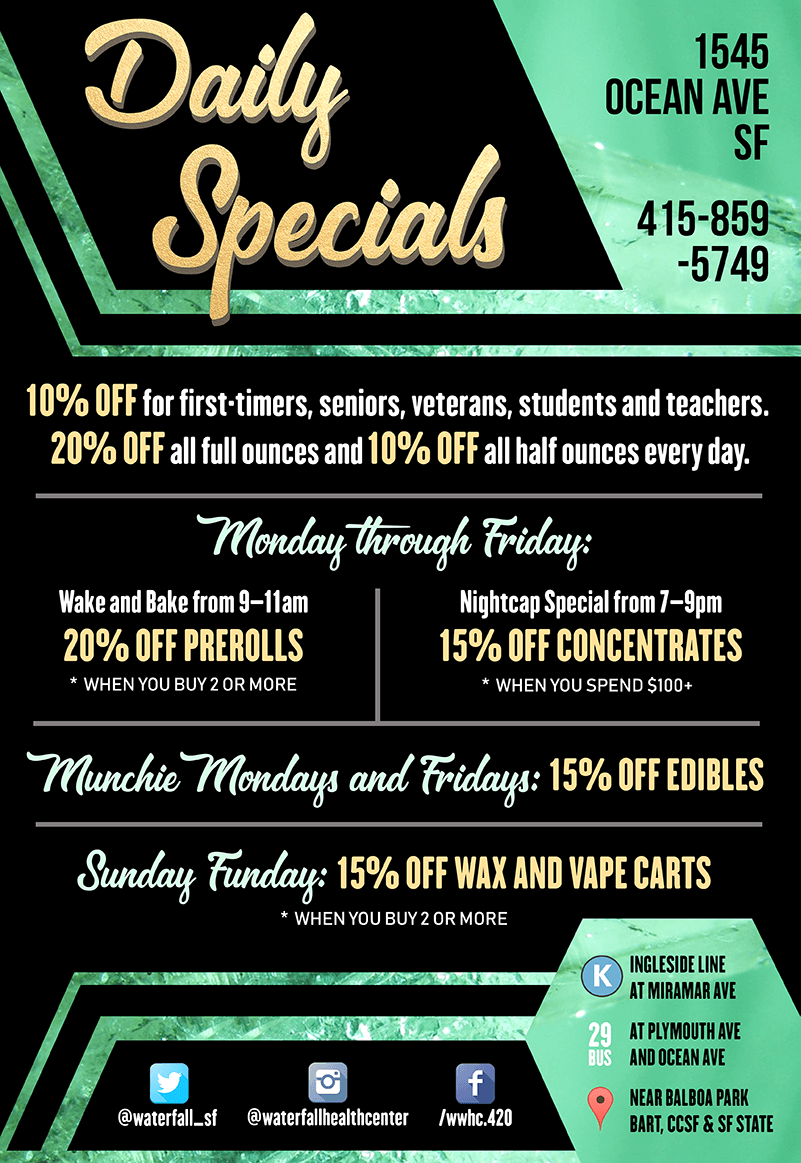 Daily
Specials
1545
OCEAN AVE
SF
415-859
-5749
10% OFF for first-timers, seniors, veterans, students and teachers.
20% OFF all full ounces and 10% OFF all half ounces every day.
Monday through Friday:
Wake and Bake from 9–11am
20% OFF PREROLLS
* WHEN YOU BUY 2 OR MORE
Nightcap Special from 7–9pm
15% OFF CONCENTRATES
* WHEN YOU SPEND $100+
Munchie Mondays and Fridays: 15% OFF EDIBLES
Sunday Funday: 15% OFF WAX AND VAPE CARTS
* WHEN YOU BUY 2 OR MORE
K
INGLESIDE LINE
AT MIRAMAR AVE
29
BUS
AT PLYMOUTH AVE
AND OCEAN AVE
NEAR BALBOA PARK
BART, CCSF & SF STATE
@waterfall_sf
@waterfallhealthcenter
/wwhc.420